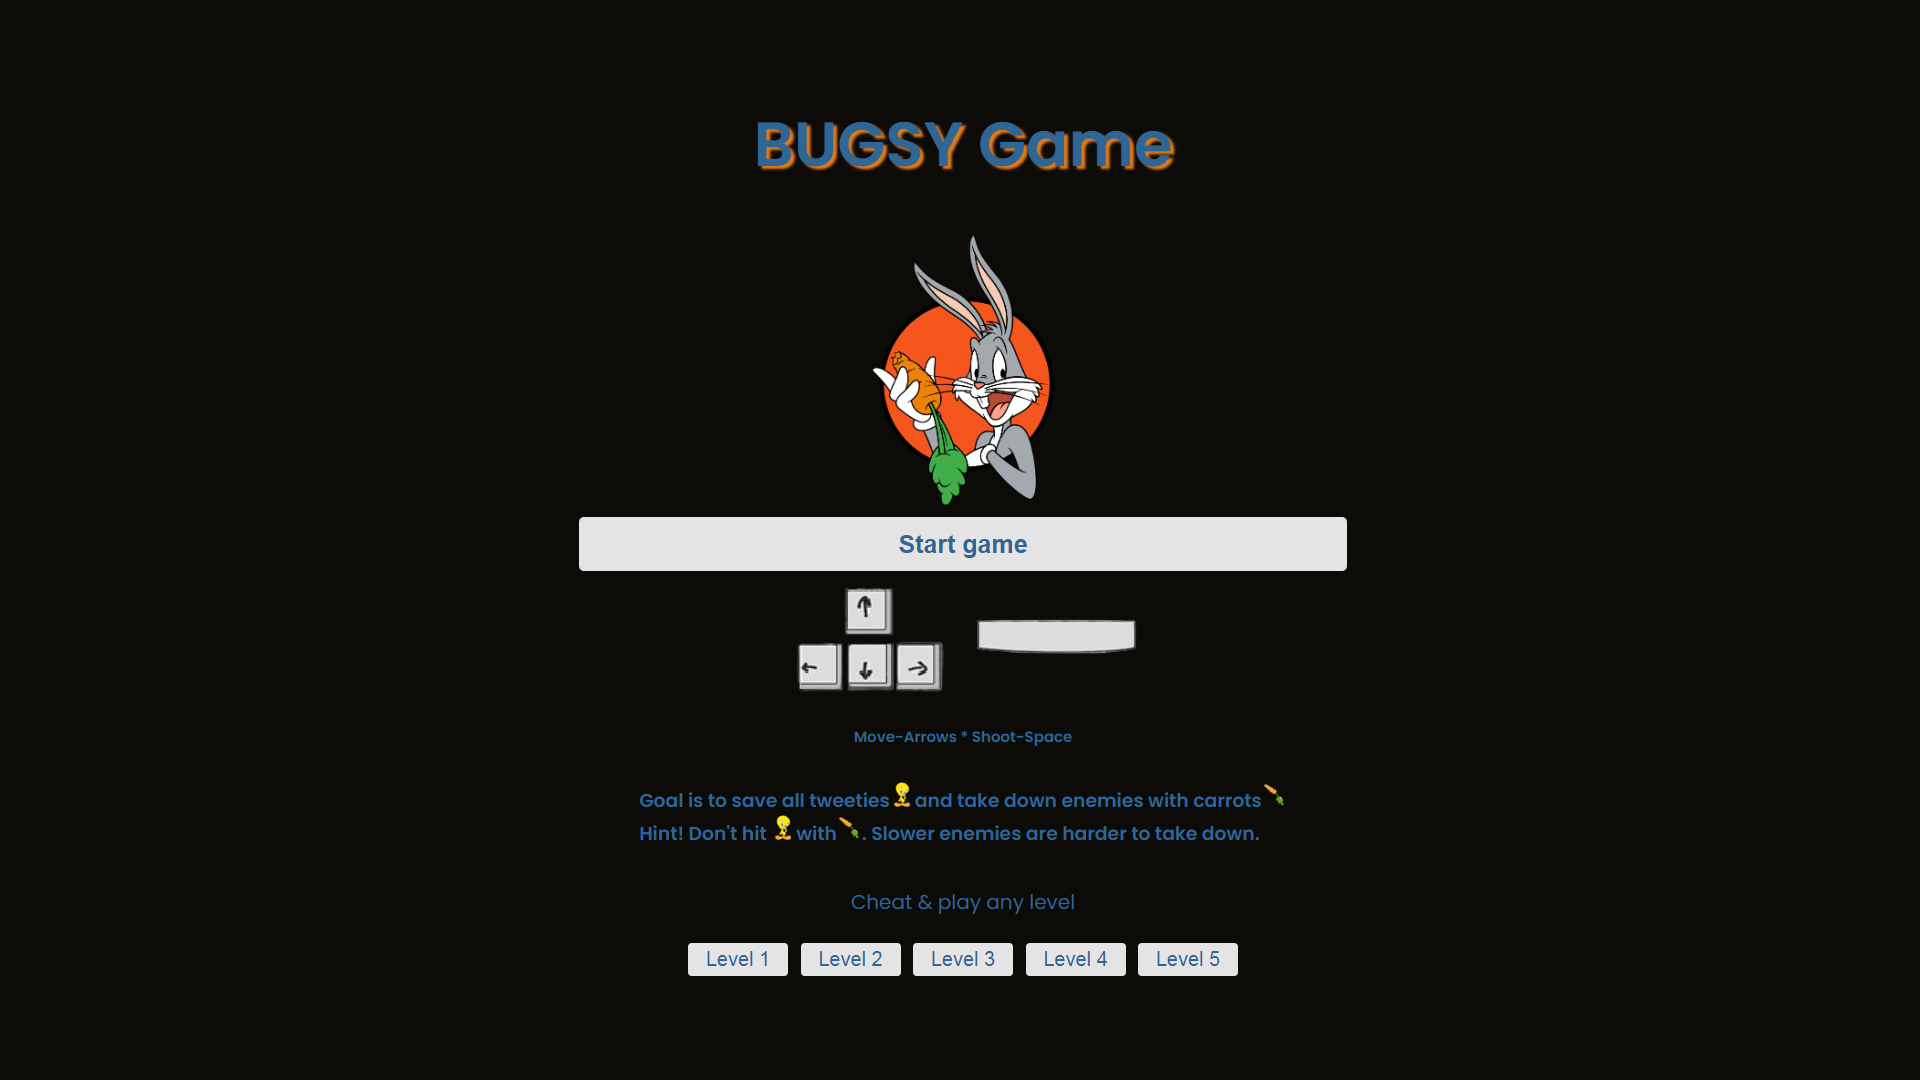 BUGSY Game
Start game
Move-Arrows * Shoot-Space
Goal is to save all tweeties and take down enemies with carrots
Hint! Don't hit with . Slower enemies are harder to take down.
Cheat & play any level
Level 1 Level 2 Level 3 Level 4 Level 5